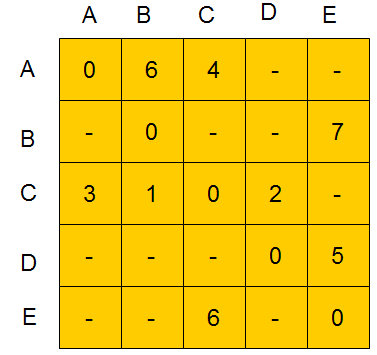 A B C D E
A 0 6 4 - -
B - 0 - - 7
C 3 1 0 2 -
D - - - 0 5
E - - 6 - 0